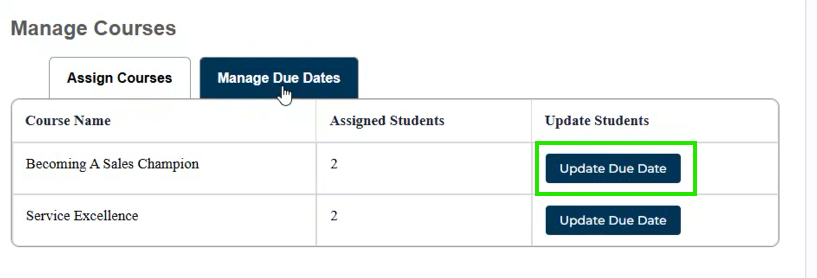 Manage Courses
Assign Courses Manage Due Dates
Course Name Assigned Students Update Students
Becoming A Sales Champion 2 Update Due Date
Service Excellence 2 Update Due Date